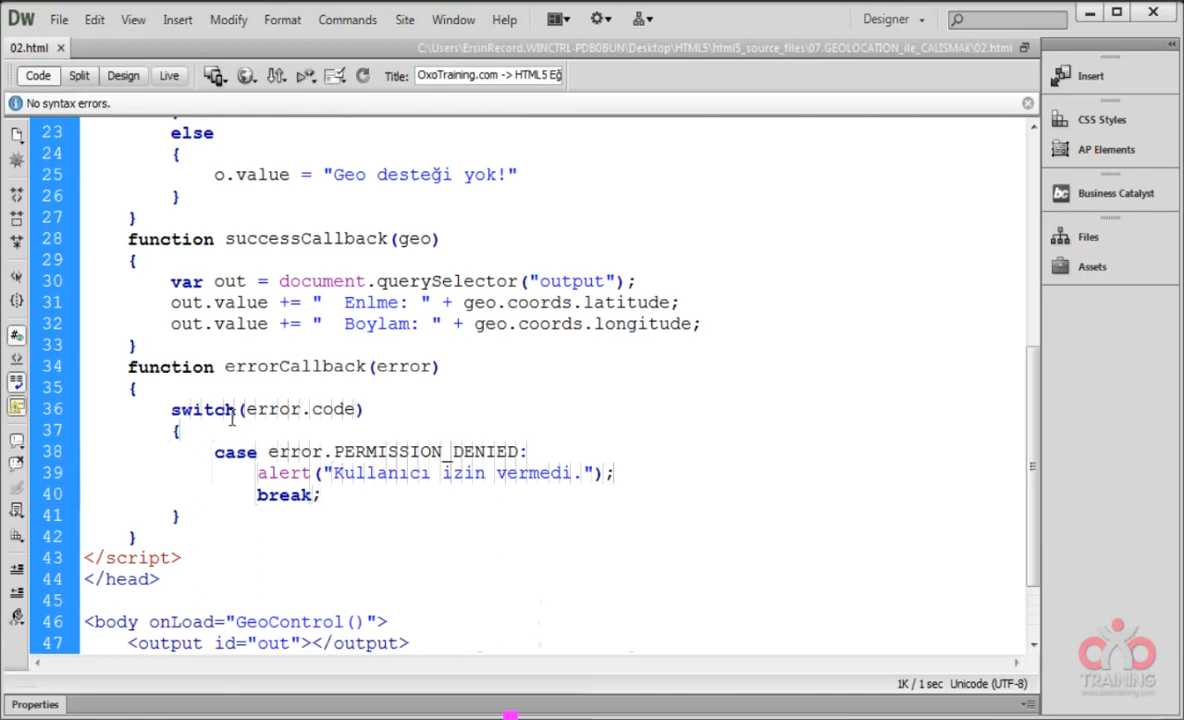 Dw File Edit View Insert Modify Format Commands Site Window Help Designer
02.html
C:\Users\ErsinRecord.WINCTRL-PDB0BUN\Desktop\HTML5\html5_source_files\07.GEOLOCATION_ile_CALISMAK\02.html
Code Split Design Live Title: OxoTraining.com -> HTML5 Eğ
No syntax errors.
23 else
24 {
25 o.value = "Geo desteği yok!"
26 }
27 }
28 function successCallback(geo)
29 {
30 var out = document.querySelector("output");
31 out.value += "  Enlme: " + geo.coords.latitude;
32 out.value += "  Boylam: " + geo.coords.longitude;
33 }
34 function errorCallback(error)
35 {
36 switch(error.code)
37 {
38 case error.PERMISSION_DENIED:
39 alert("Kullanıcı izin vermedi.");
40 break;
41 }
42 }
43 </script>
44 </head>
45
46 <body onLoad="GeoControl()">
47 <output id="out"></output>
1K / 1 sec Unicode (UTF-8)
Properties
Insert
CSS Styles
AP Elements
bc Business Catalyst
Files
Assets
TRAINING
www.oxotraining.com